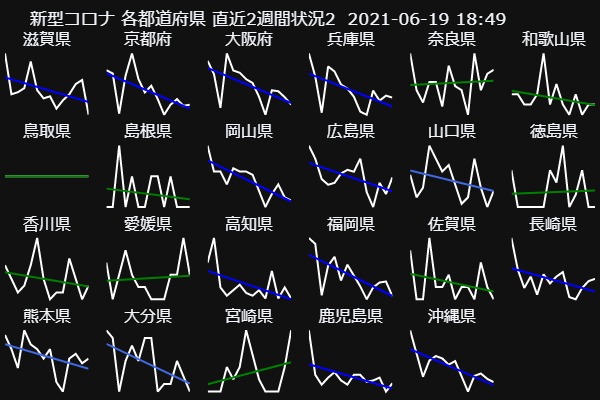 新型コロナ 各都道府県 直近2週間状況2 2021-06-19 18:49
滋賀県 京都府 大阪府 兵庫県 奈良県 和歌山県
鳥取県 島根県 岡山県 広島県 山口県 徳島県
香川県 愛媛県 高知県 福岡県 佐賀県 長崎県
熊本県 大分県 宮崎県 鹿児島県 沖縄県